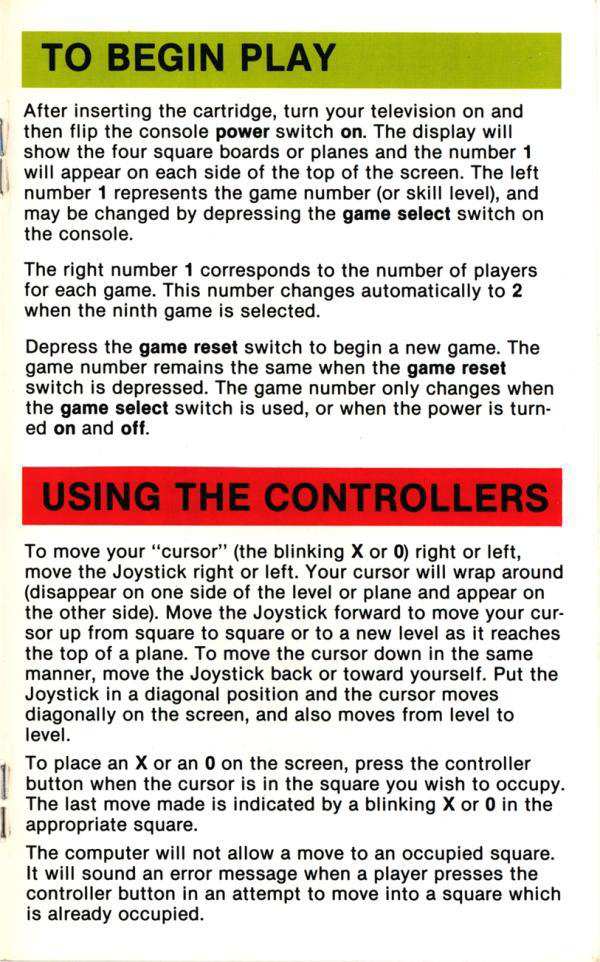 TO BEGIN PLAY
After inserting the cartridge, turn your television on and
then flip the console power switch on. The display will
show the four square boards or planes and the number 1
will appear on each side of the top of the screen. The left
number 1 represents the game number (or skill level), and
may be changed by depressing the game select switch on
the console.
The right number 1 corresponds to the number of players
for each game. This number changes automatically to 2
when the ninth game is selected.
Depress the game reset switch to begin a new game. The
game number remains the same when the game reset
switch is depressed. The game number only changes when
the game select switch is used, or when the power is turn-
ed on and off.
USING THE CONTROLLERS
To move your "cursor" (the blinking X or 0) right or left,
move the Joystick right or left. Your cursor will wrap around
(disappear on one side of the level or plane and appear on
the other side). Move the Joystick forward to move your cur-
sor up from square to square or to a new level as it reaches
the top of a plane. To move the cursor down in the same
manner, move the Joystick back or toward yourself. Put the
Joystick in a diagonal position and the cursor moves
diagonally on the screen, and also moves from level to
level.
To place an X or an 0 on the screen, press the controller
button when the cursor is in the square you wish to occupy.
The last move made is indicated by a blinking X or 0 in the
appropriate square.
The computer will not allow a move to an occupied square.
It will sound an error message when a player presses the
controller button in an attempt to move into a square which
is already occupied.